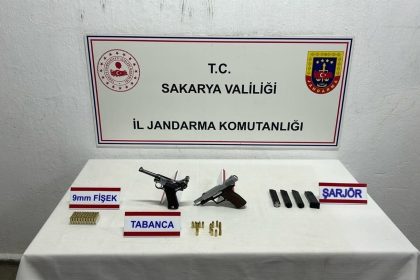 T.C.
SAKARYA VALİLİĞİ
İL JANDARMA KOMUTANLIĞI
9mm FİŞEK
TABANCA
ŞARJÖR